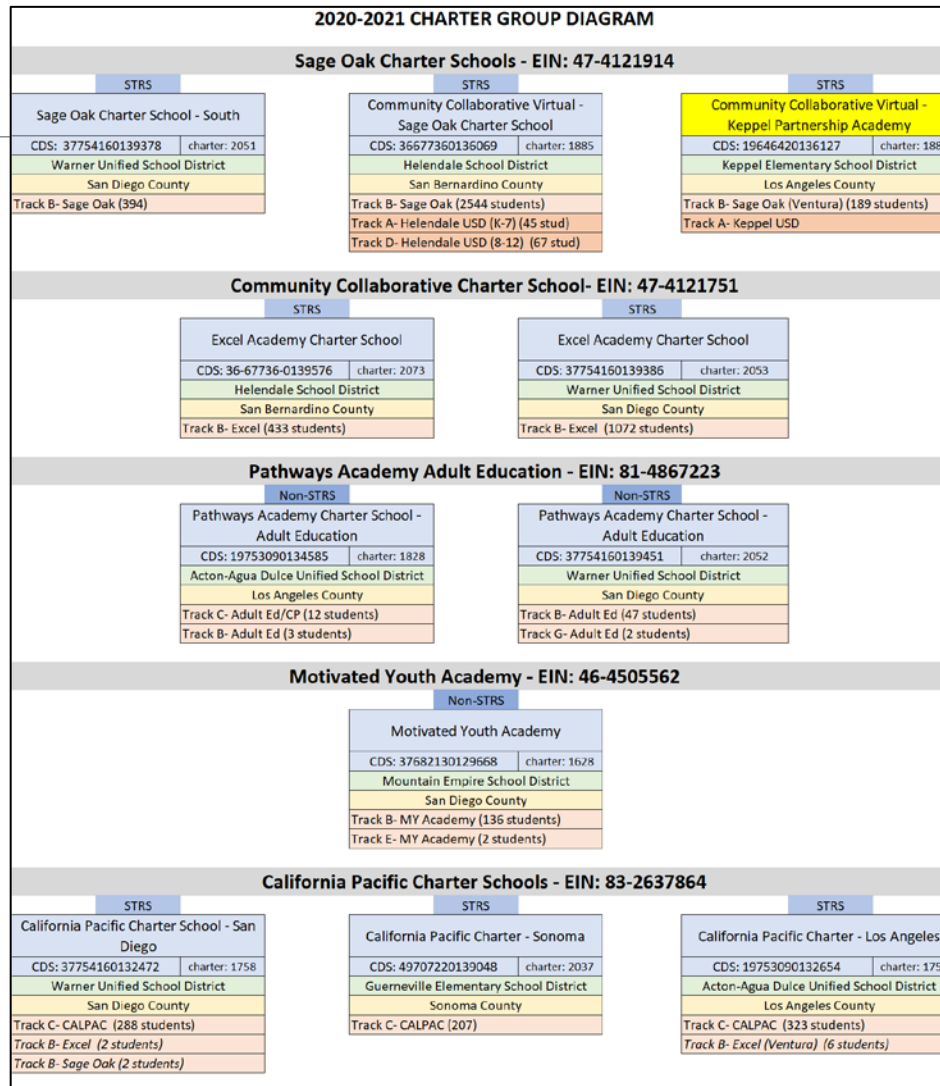 2020-2021 CHARTER GROUP DIAGRAM
Sage Oak Charter Schools - EIN: 47-4121914
STRS
Sage Oak Charter School - South
CDS: 37754160139378 charter: 2051
Warner Unified School District
San Diego County
Track B- Sage Oak (394)
STRS
Community Collaborative Virtual -
Sage Oak Charter School
CDS: 36677360136069 charter: 1885
Helendale School District
San Bernardino County
Track B- Sage Oak (2544 students)
Track A- Helendale USD (K-7) (45 stud)
Track D- Helendale USD (8-12) (67 stud)
STRS
Community Collaborative Virtual -
Keppel Partnership Academy
CDS: 19646420136127 charter: 188
Keppel Elementary School District
Los Angeles County
Track B- Sage Oak (Ventura) (189 students)
Track A- Keppel USD
Community Collaborative Charter School- EIN: 47-4121751
STRS
Excel Academy Charter School
CDS: 36-67736-0139576 charter: 2073
Helendale School District
San Bernardino County
Track B- Excel (433 students)
STRS
Excel Academy Charter School
CDS: 37754160139386 charter: 2053
Warner Unified School District
San Diego County
Track B- Excel (1072 students)
Pathways Academy Adult Education - EIN: 81-4867223
Non-STRS
Pathways Academy Charter School -
Adult Education
CDS: 19753090134585 charter: 1828
Acton-Agua Dulce Unified School District
Los Angeles County
Track C- Adult Ed/CP (12 students)
Track B- Adult Ed (3 students)
Non-STRS
Pathways Academy Charter School -
Adult Education
CDS: 37754160139451 charter: 2052
Warner Unified School District
San Diego County
Track B- Adult Ed (47 students)
Track G- Adult Ed (2 students)
Motivated Youth Academy - EIN: 46-4505562
Non-STRS
Motivated Youth Academy
CDS: 37682130129668 charter: 1628
Mountain Empire School District
San Diego County
Track B- MY Academy (136 students)
Track E- MY Academy (2 students)
California Pacific Charter Schools - EIN: 83-2637864
STRS
California Pacific Charter School - San
Diego
CDS: 37754160132472 charter: 1758
Warner Unified School District
San Diego County
Track C- CALPAC (288 students)
Track B- Excel (2 students)
Track B- Sage Oak (2 students)
STRS
California Pacific Charter - Sonoma
CDS: 49707220139048 charter: 2037
Guerneville Elementary School District
Sonoma County
Track C- CALPAC (207)
STRS
California Pacific Charter - Los Angeles
CDS: 19753090132654 charter: 175
Acton-Agua Dulce Unified School District
Los Angeles County
Track C- CALPAC (323 students)
Track B- Excel (Ventura) (6 students)